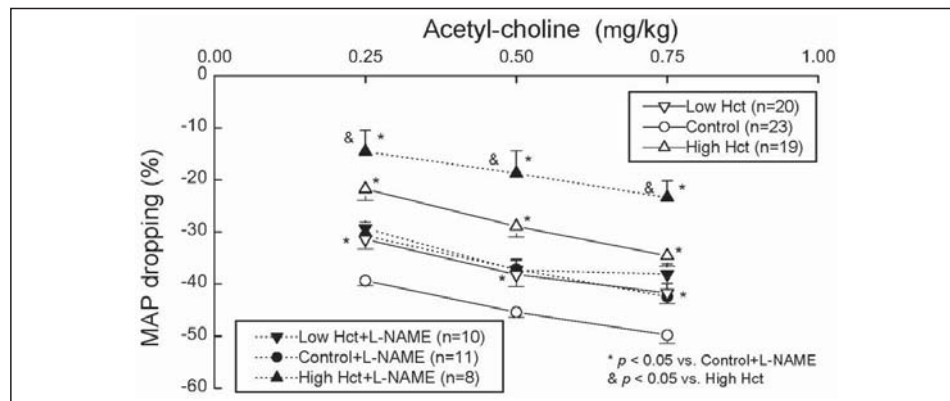 Acetyl-choline (mg/kg)
0.00 0.25 0.50 0.75 1.00
0
-10
-20
-30
-40
-50
-60
MAP dropping (%)
Low Hct (n=20)
Control (n=23)
High Hct (n=19)
& *
& *
& *
*
*
*
*
*
*
Low Hct+L-NAME (n=10)
Control+L-NAME (n=11)
High Hct+L-NAME (n=8)
* p < 0.05 vs. Control+L-NAME
& p < 0.05 vs. High Hct